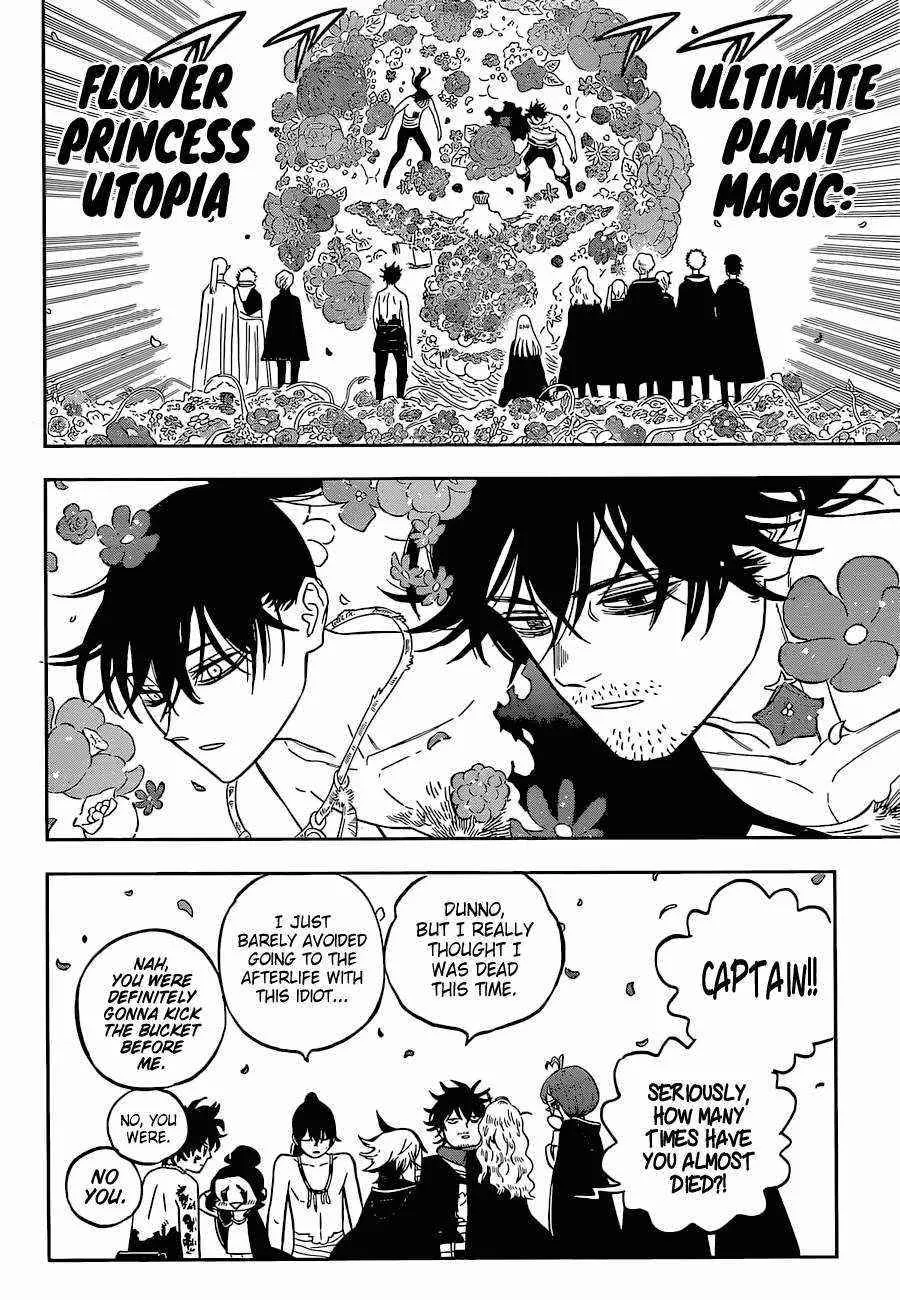 ULTIMATE
PLANT
MAGIC:
FLOWER
PRINCESS
UTOPIA
CAPTAIN!!
SERIOUSLY,
HOW MANY
TIMES HAVE
YOU ALMOST
DIED?!
DUNNO,
BUT I REALLY
THOUGHT I
WAS DEAD
THIS TIME.
I JUST
BARELY AVOIDED
GOING TO THE
AFTERLIFE WITH
THIS IDIOT...
NAH,
YOU WERE
DEFINITELY
GONNA KICK
THE BUCKET
BEFORE
ME.
NO, YOU
WERE.
NO
YOU.